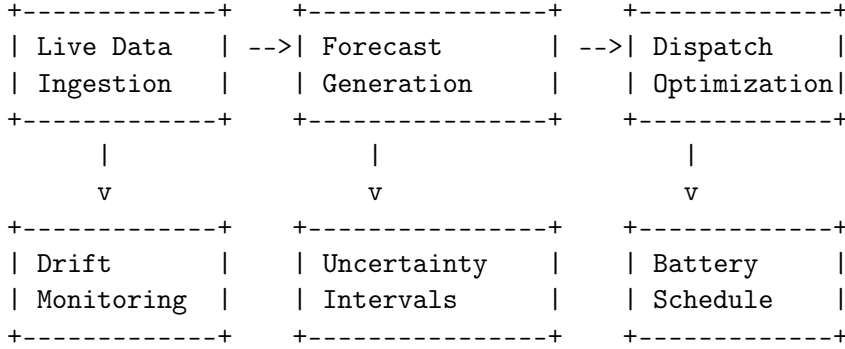 +-------------+    +----------------+    +-------------+
| Live Data   | -->| Forecast       | -->| Dispatch    |
| Ingestion   |    | Generation     |    | Optimization|
+-------------+    +----------------+    +-------------+
      |                  |                     |
      v                  v                     v
+-------------+    +----------------+    +-------------+
| Drift       |    | Uncertainty    |    | Battery     |
| Monitoring  |    | Intervals      |    | Schedule    |
+-------------+    +----------------+    +-------------+